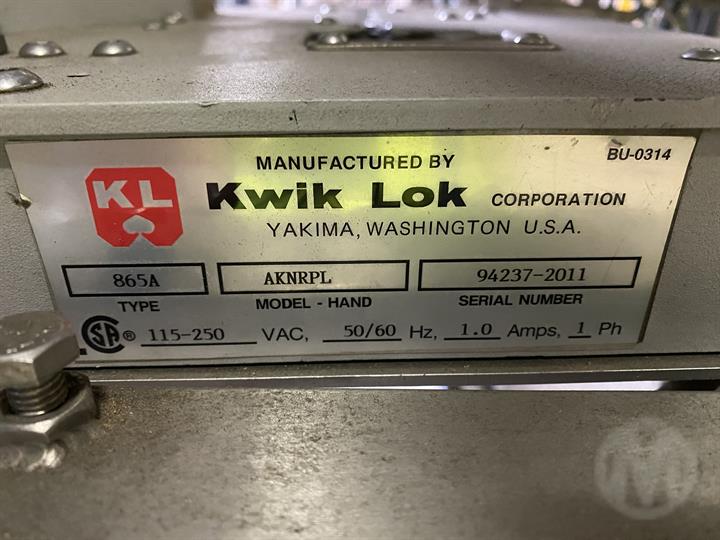 KL
MANUFACTURED BY
BU-0314
Kwik Lok CORPORATION
YAKIMA, WASHINGTON U.S.A.
865A AKNRPL 94237-2011
TYPE MODEL - HAND SERIAL NUMBER
SA ® 115-250 VAC, 50/60 Hz, 1.0 Amps, 1 Ph
M